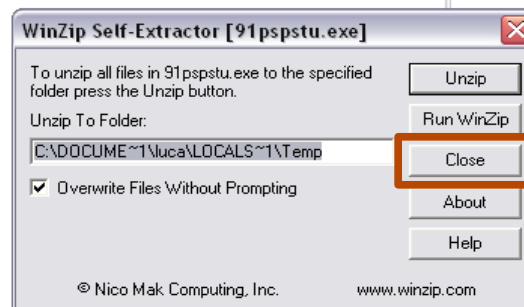 WinZip Self-Extractor [91pspstu.exe]
To unzip all files in 91pspstu.exe to the specified
folder press the Unzip button.
Unzip To Folder:
C:\DOCUME~1\luca\LOCALS~1\Temp
Overwrite Files Without Prompting
Unzip
Run WinZip
Close
About
Help
© Nico Mak Computing, Inc.
www.winzip.com